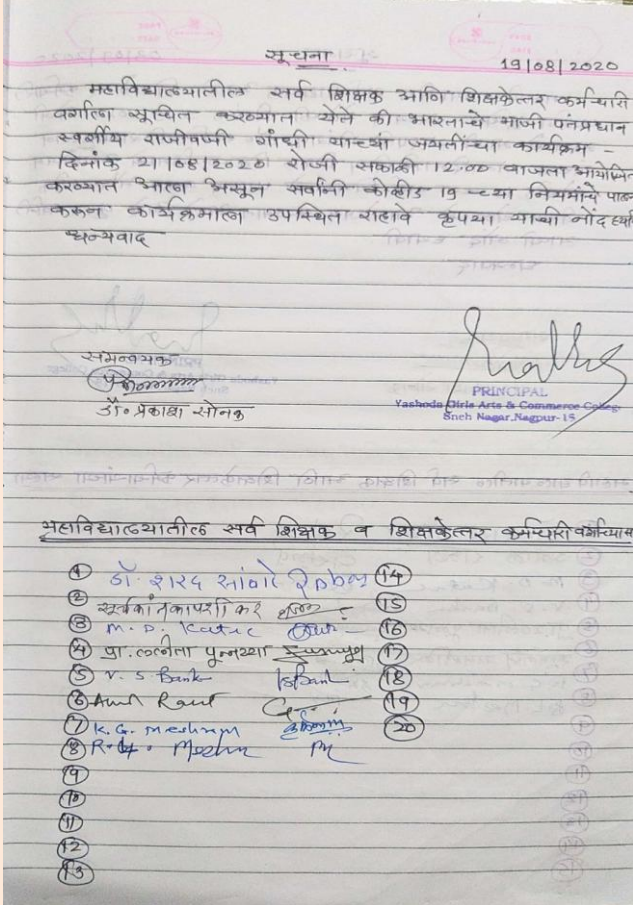 सूचना
19/08/2020
महाविद्यालयातील सर्व शिक्षक आणि शिक्षकेत्तर कर्मचारी
वर्गाला सूचित करण्यात येते की भारताचे माजी पंतप्रधान
स्वर्गीय राजीवजी गांधी याच्या जयंतीचा कार्यक्रम -
दिनांक 21/08/2020 रोजी सकाळी 12.00 वाजता आयोजित
करण्यात आला असून सर्वांनी कोव्हीड 19 च्या नियमांचे पालन
करून कार्यक्रमाला उपस्थित राहावे कृपया याची नोंद
धन्यवाद
समन्वयक
डॉ. प्रकाश सोनक
PRINCIPAL
Yashoda Girls Arts & Commerce College
Sneh Nagar, Nagpur-15
महाविद्यालयातील सर्व शिक्षक व शिक्षकेत्तर कर्मचारी
1 डॉ. शरद सांबारे 14
2 सूर्यकांत कापशीकर 15
3 M. D. Katre 16
4 प्रा. ललिता पुन्नया 17
5 V. S. Bank 18
6 Amil Raut 19
7 K. G. Meshram 20
8
9
10
11
12
13